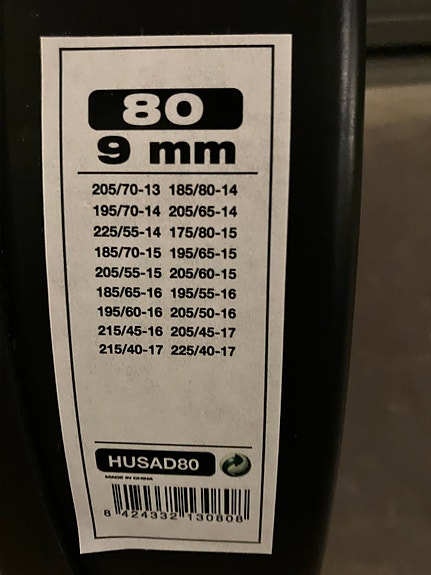 80
9 mm
205/70-13 185/80-14
195/70-14 205/65-14
225/55-14 175/80-15
185/70-15 195/65-15
205/55-15 205/60-15
185/65-16 195/55-16
195/60-16 205/50-16
215/45-16 205/45-17
215/40-17 225/40-17
HUSAD80
MADE IN CHINA
8 424332 130808